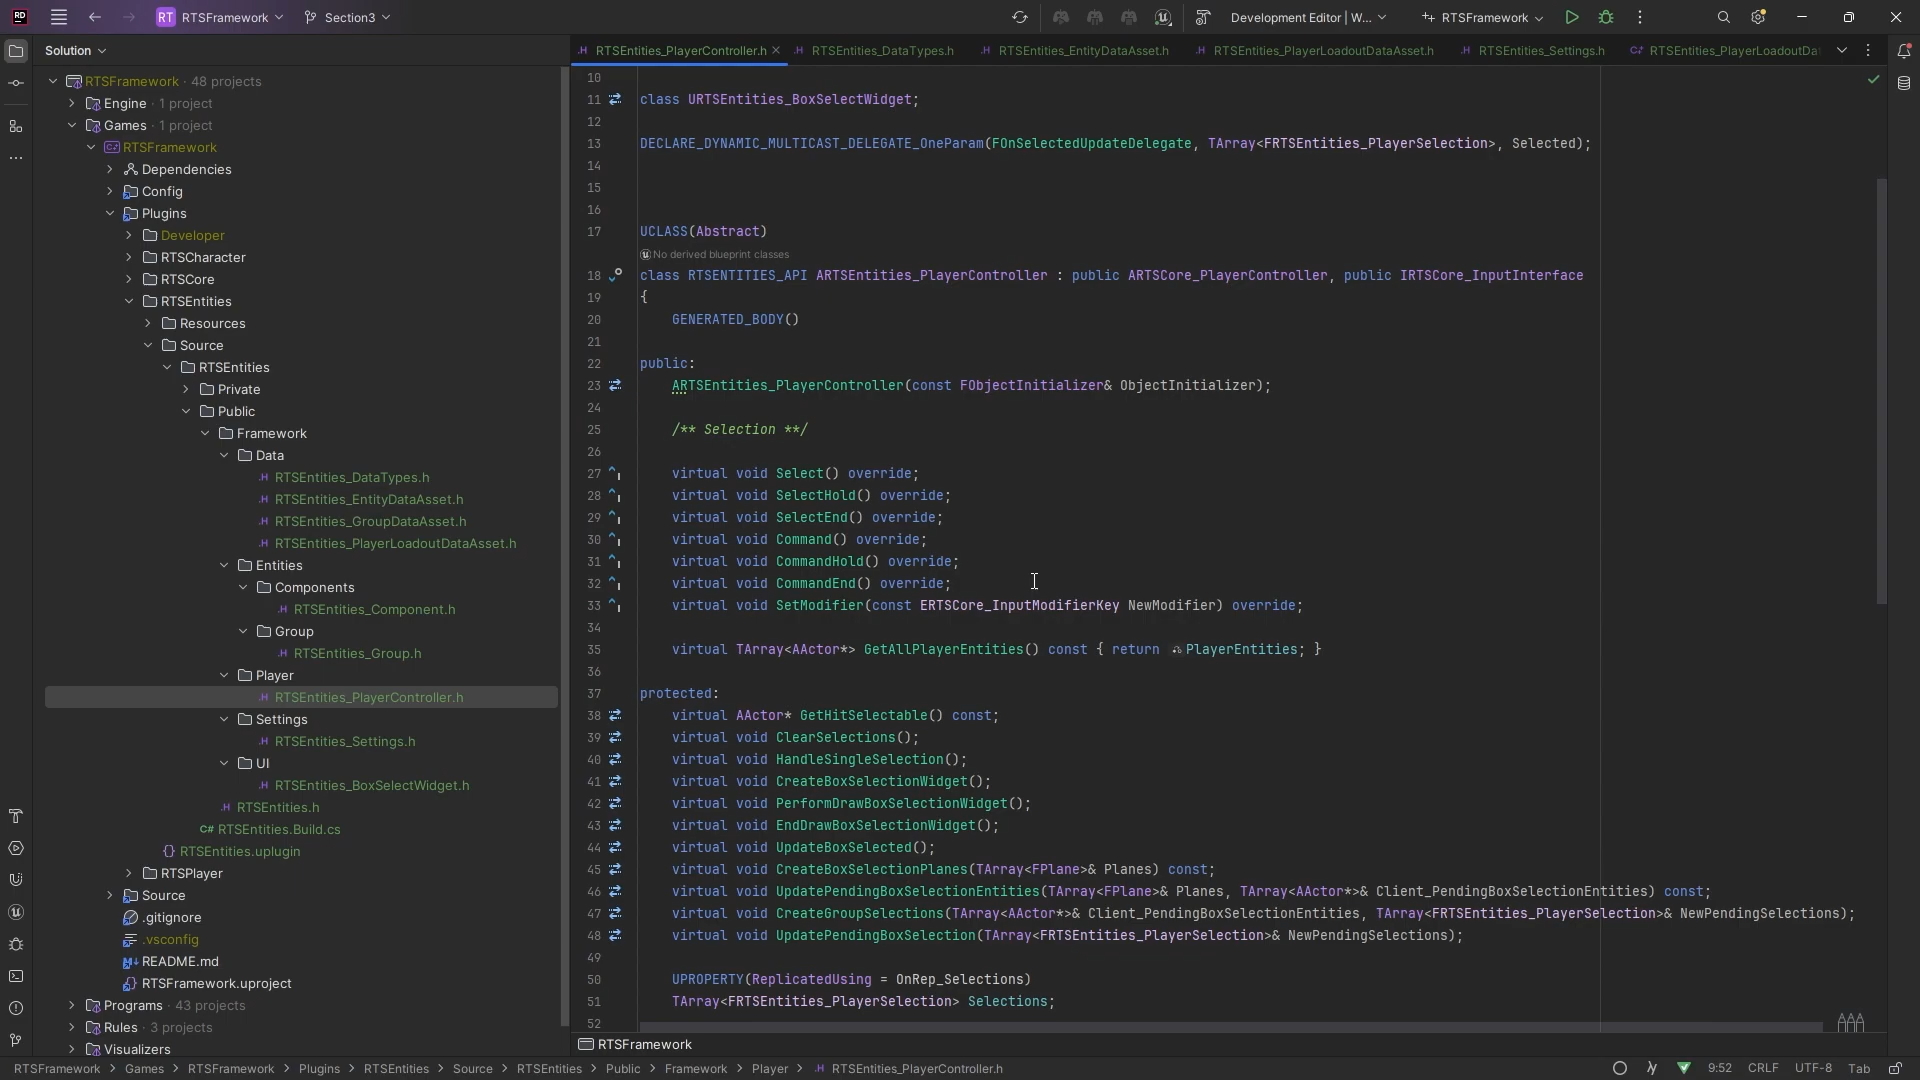 RD
RT RTSFramework
Section3
Development Editor | W...
RTSFramework
Solution
RTSEntities_PlayerController.h
RTSEntities_DataTypes.h
RTSEntities_EntityDataAsset.h
RTSEntities_PlayerLoadoutDataAsset.h
RTSEntities_Settings.h
RTSEntities_PlayerLoadoutDa
RTSFramework · 48 projects
Engine · 1 project
Games · 1 project
RTSFramework
Dependencies
Config
Plugins
Developer
RTSCharacter
RTSCore
RTSEntities
Resources
Source
RTSEntities
Private
Public
Framework
Data
RTSEntities_DataTypes.h
RTSEntities_EntityDataAsset.h
RTSEntities_GroupDataAsset.h
RTSEntities_PlayerLoadoutDataAsset.h
Entities
Components
RTSEntities_Component.h
Group
RTSEntities_Group.h
Player
RTSEntities_PlayerController.h
Settings
RTSEntities_Settings.h
UI
RTSEntities_BoxSelectWidget.h
RTSEntities.h
C# RTSEntities.Build.cs
RTSEntities.uplugin
RTSPlayer
Source
.gitignore
.vsconfig
README.md
RTSFramework.uproject
Programs · 43 projects
Rules · 3 projects
Visualizers
10
11 class URTSEntities_BoxSelectWidget;
12
13 DECLARE_DYNAMIC_MULTICAST_DELEGATE_OneParam(FOnSelectedUpdateDelegate, TArray<FRTSEntities_PlayerSelection>, Selected);
14
15
16
17 UCLASS(Abstract)
No derived blueprint classes
18 class RTSENTITIES_API ARTSEntities_PlayerController : public ARTSCore_PlayerController, public IRTSCore_InputInterface
19 {
20 GENERATED_BODY()
21
22 public:
23 ARTSEntities_PlayerController(const FObjectInitializer& ObjectInitializer);
24
25 /** Selection **/
26
27 virtual void Select() override;
28 virtual void SelectHold() override;
29 virtual void SelectEnd() override;
30 virtual void Command() override;
31 virtual void CommandHold() override;
32 virtual void CommandEnd() override;
33 virtual void SetModifier(const ERTSCore_InputModifierKey NewModifier) override;
34
35 virtual TArray<AActor*> GetAllPlayerEntities() const { return PlayerEntities; }
36
37 protected:
38 virtual AActor* GetHitSelectable() const;
39 virtual void ClearSelections();
40 virtual void HandleSingleSelection();
41 virtual void CreateBoxSelectionWidget();
42 virtual void PerformDrawBoxSelectionWidget();
43 virtual void EndDrawBoxSelectionWidget();
44 virtual void UpdateBoxSelected();
45 virtual void CreateBoxSelectionPlanes(TArray<FPlane>& Planes) const;
46 virtual void UpdatePendingBoxSelectionEntities(TArray<FPlane>& Planes, TArray<AActor*>& Client_PendingBoxSelectionEntities) const;
47 virtual void CreateGroupSelections(TArray<AActor*>& Client_PendingBoxSelectionEntities, TArray<FRTSEntities_PlayerSelection>& NewPendingSelections);
48 virtual void UpdatePendingBoxSelection(TArray<FRTSEntities_PlayerSelection>& NewPendingSelections);
49
50 UPROPERTY(ReplicatedUsing = OnRep_Selections)
51 TArray<FRTSEntities_PlayerSelection> Selections;
52
RTSFramework
RTSFramework > Games > RTSFramework > Plugins > RTSEntities > Source > RTSEntities > Public > Framework > Player > RTSEntities_PlayerController.h
9:52 CRLF UTF-8 Tab